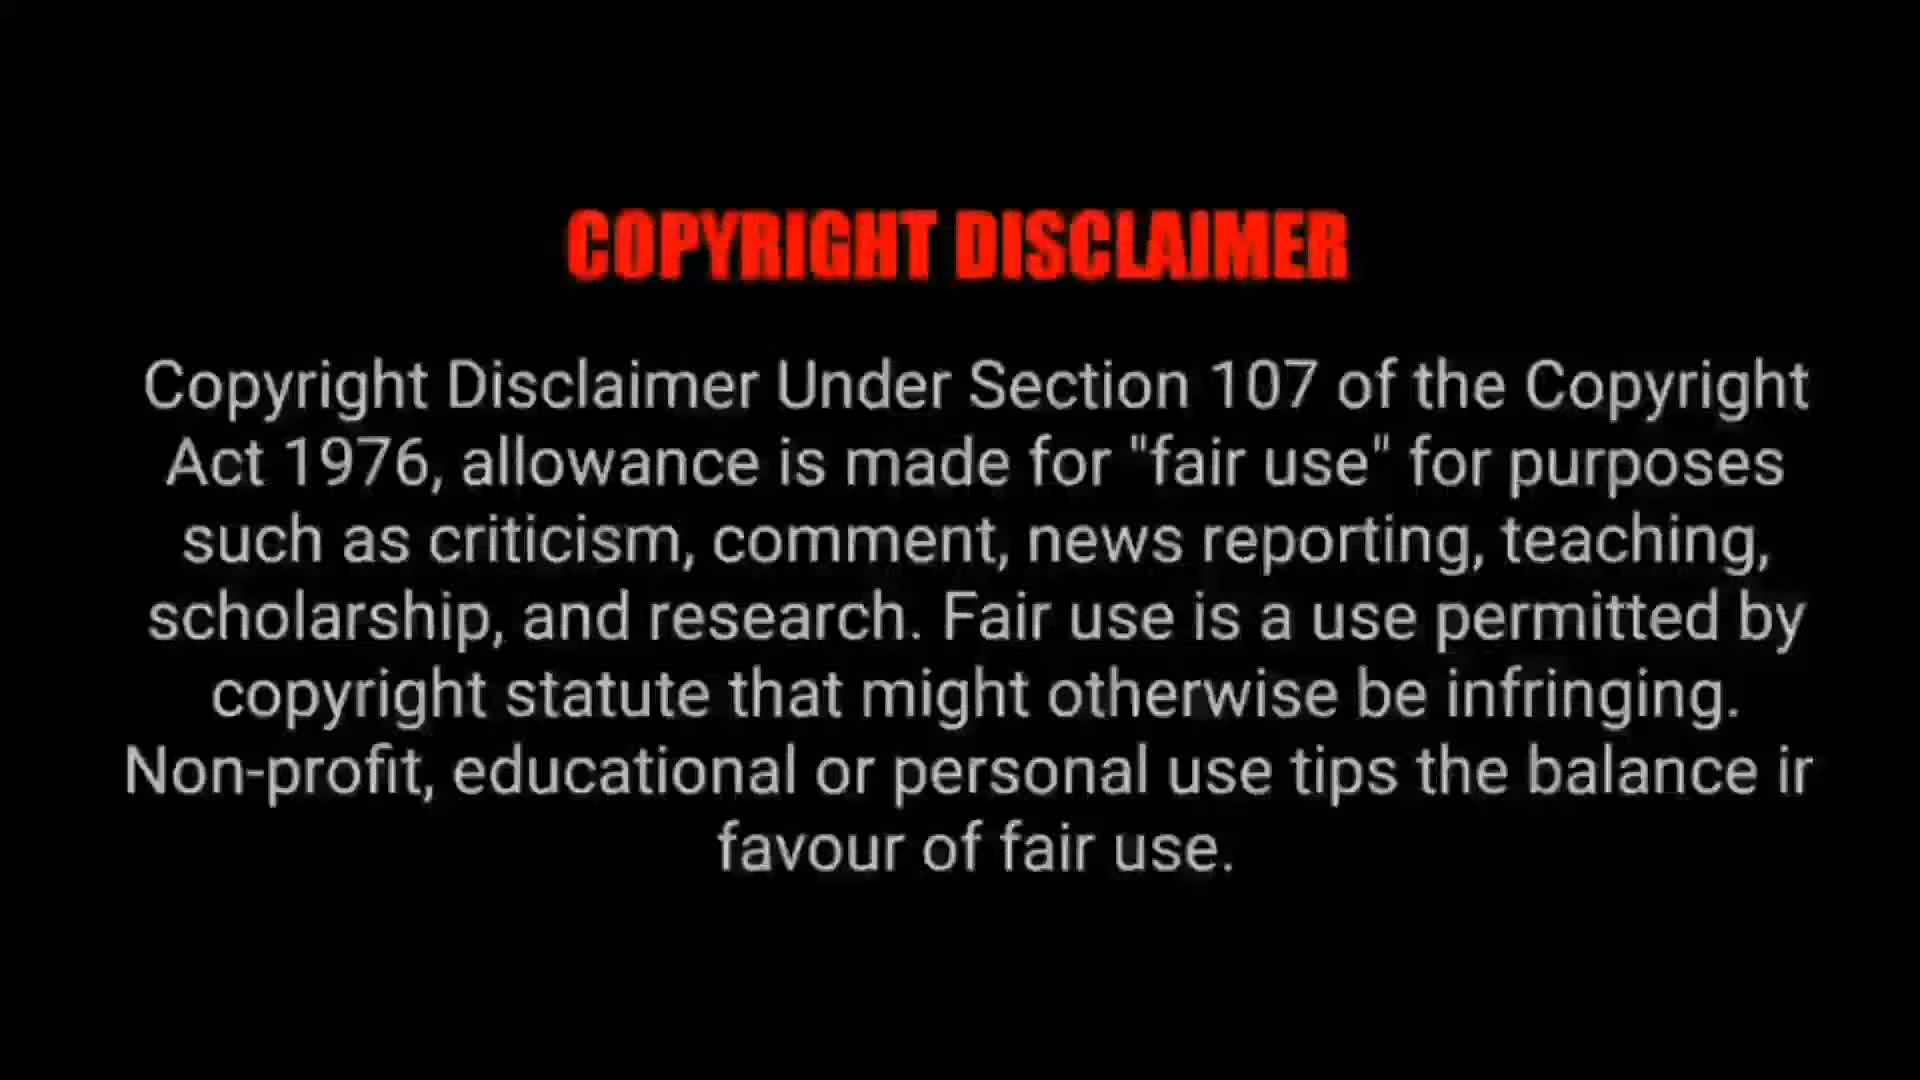 COPYRIGHT DISCLAIMER
Copyright Disclaimer Under Section 107 of the Copyright
Act 1976, allowance is made for "fair use" for purposes
such as criticism, comment, news reporting, teaching,
scholarship, and research. Fair use is a use permitted by
copyright statute that might otherwise be infringing.
Non-profit, educational or personal use tips the balance ir
favour of fair use.